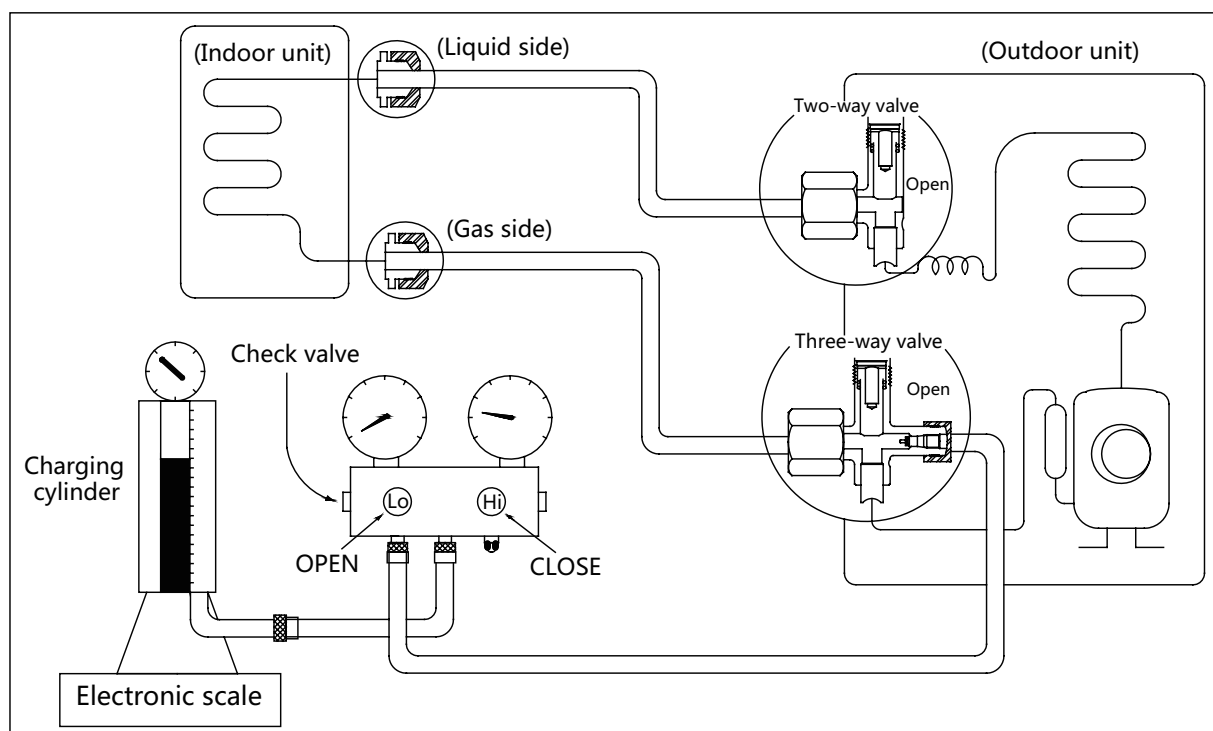 (Indoor unit)
(Liquid side)
(Outdoor unit)
Two-way valve
Open
(Gas side)
Three-way valve
Open
Check valve
Charging
cylinder
Lo
Hi
OPEN
CLOSE
Electronic scale